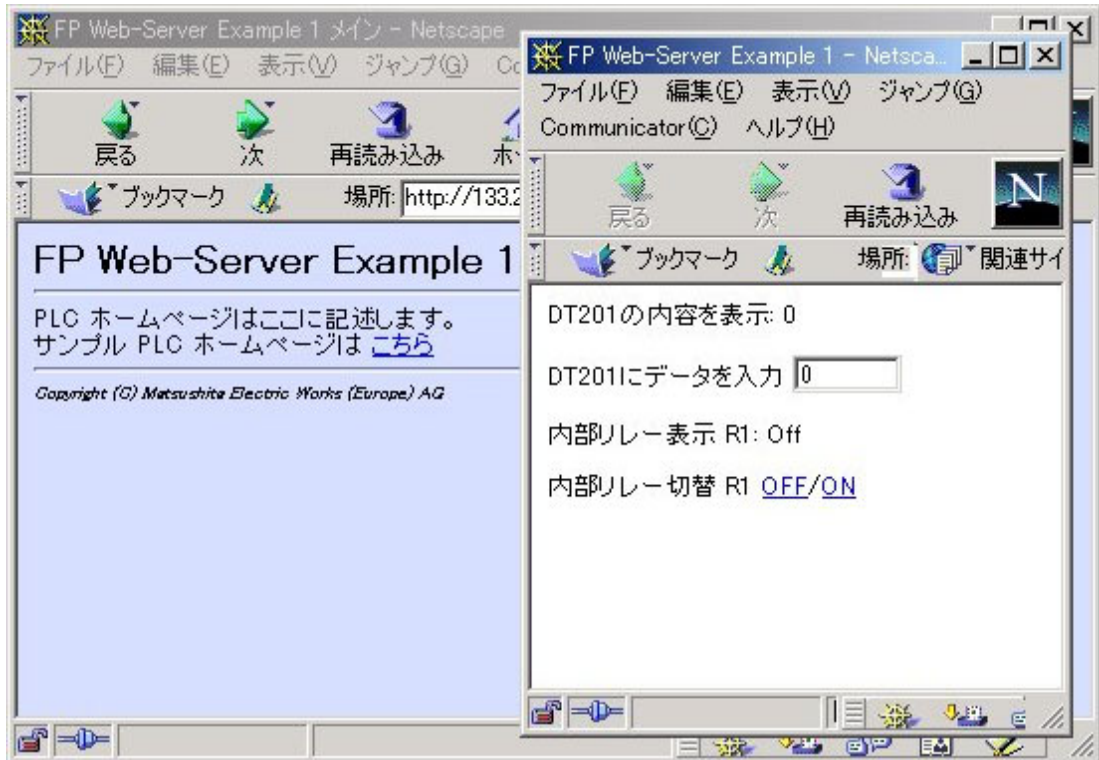 FP Web-Server Example 1 メイン - Netscape
ファイル(F) 編集(E) 表示(V) ジャンプ(G)
戻る 次 再読み込み
ブックマーク 場所: http://133.2
FP Web-Server Example 1
PLC ホームページはここに記述します。
サンプル PLC ホームページは こちら
Copyright (C) Matsushita Electric Works (Europe) AG
FP Web-Server Example 1 - Netsca...
ファイル(F) 編集(E) 表示(V) ジャンプ(G)
Communicator(C) ヘルプ(H)
戻る 次 再読み込み
N
ブックマーク 場所: 関連サイ
DT201の内容を表示: 0
DT201にデータを入力 0
内部リレー表示 R1: Off
内部リレー切替 R1 OFF/ON